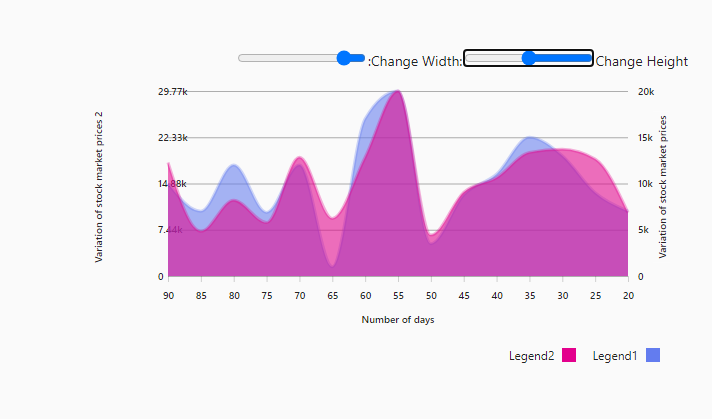 :Change Width:
Change Height
29.77k
22.33k
14.88k
7.44k
0
20k
15k
10k
5k
0
Variation of stock market prices 2
Variation of stock market prices
90 85 80 75 70 65 60 55 50 45 40 35 30 25 20
Number of days
Legend2 Legend1